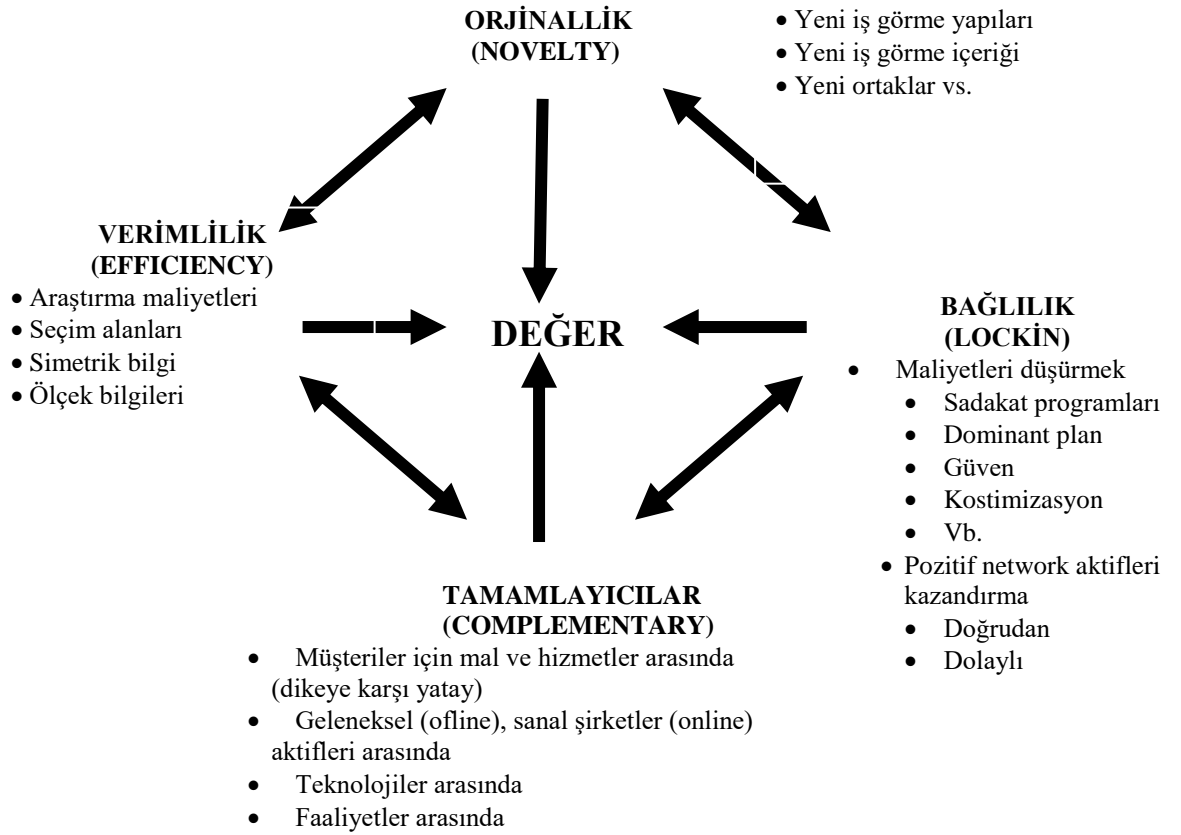 ORJİNALLİK
(NOVELTY)
• Yeni iş görme yapıları
• Yeni iş görme içeriği
• Yeni ortaklar vs.
VERİMLİLİK
(EFFICIENCY)
• Araştırma maliyetleri
• Seçim alanları
• Simetrik bilgi
• Ölçek bilgileri
DEĞER
BAĞLILIK
(LOCKİN)
• Maliyetleri düşürmek
• Sadakat programları
• Dominant plan
• Güven
• Kostimizasyon
• Vb.
• Pozitif network aktifleri
kazandırma
• Doğrudan
• Dolaylı
TAMAMLAYICILAR
(COMPLEMENTARY)
• Müşteriler için mal ve hizmetler arasında
(dikeye karşı yatay)
• Geleneksel (ofline), sanal şirketler (online)
aktifleri arasında
• Teknolojiler arasında
• Faaliyetler arasında